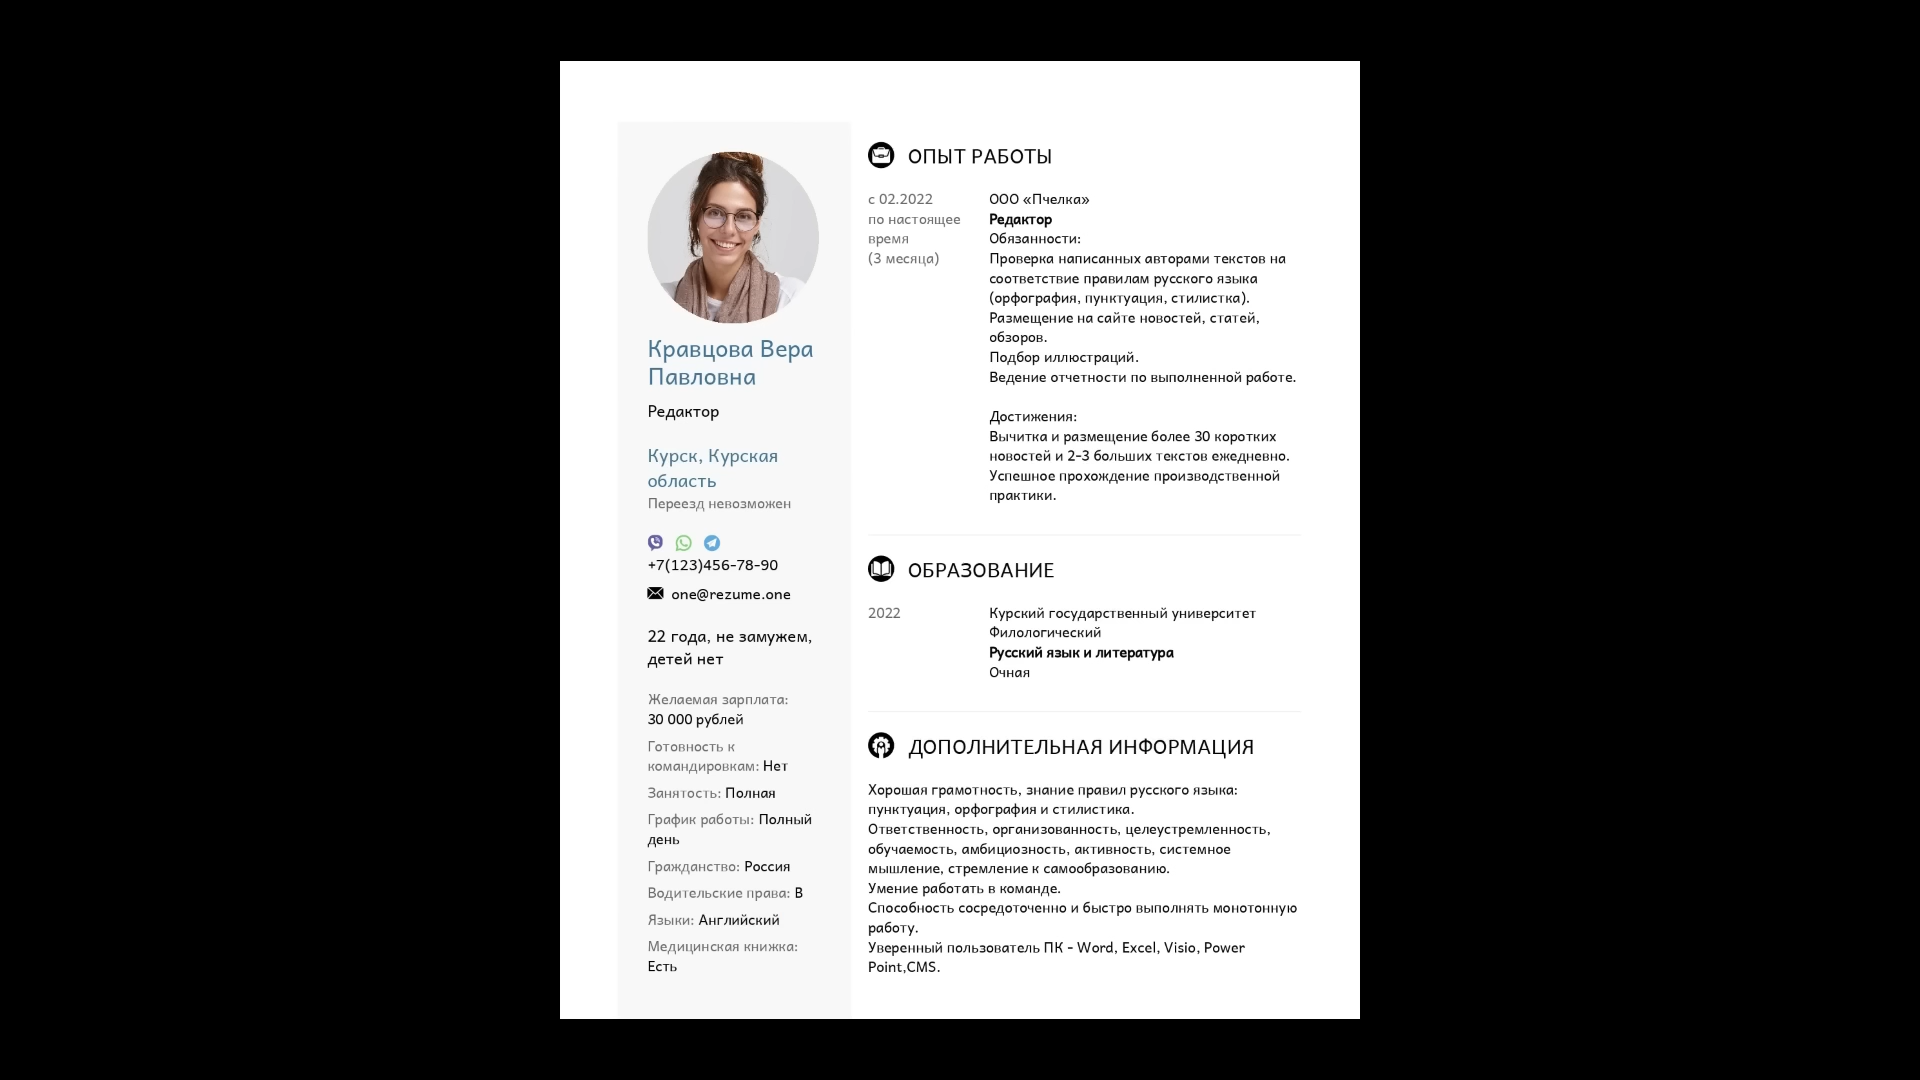 Кравцова Вера
Павловна
Редактор
Курск, Курская
область
Переезд невозможен
+7(123)456-78-90
one@rezume.one
22 года, не замужем,
детей нет
Желаемая зарплата:
30 000 рублей
Готовность к
командировкам: Нет
Занятость: Полная
График работы: Полный
день
Гражданство: Россия
Водительские права: B
Языки: Английский
Медицинская книжка:
Есть
ОПЫТ РАБОТЫ
с 02.2022
по настоящее
время
(3 месяца)
ООО «Пчелка»
Редактор
Обязанности:
Проверка написанных авторами текстов на
соответствие правилам русского языка
(орфография, пунктуация, стилистка).
Размещение на сайте новостей, статей,
обзоров.
Подбор иллюстраций.
Ведение отчетности по выполненной работе.
Достижения:
Вычитка и размещение более 30 коротких
новостей и 2-3 больших текстов ежедневно.
Успешное прохождение производственной
практики.
ОБРАЗОВАНИЕ
2022
Курский государственный университет
Филологический
Русский язык и литература
Очная
ДОПОЛНИТЕЛЬНАЯ ИНФОРМАЦИЯ
Хорошая грамотность, знание правил русского языка:
пунктуация, орфография и стилистика.
Ответственность, организованность, целеустремленность,
обучаемость, амбициозность, активность, системное
мышление, стремление к самообразованию.
Умение работать в команде.
Способность сосредоточенно и быстро выполнять монотонную
работу.
Уверенный пользователь ПК - Word, Excel, Visio, Power
Point,CMS.